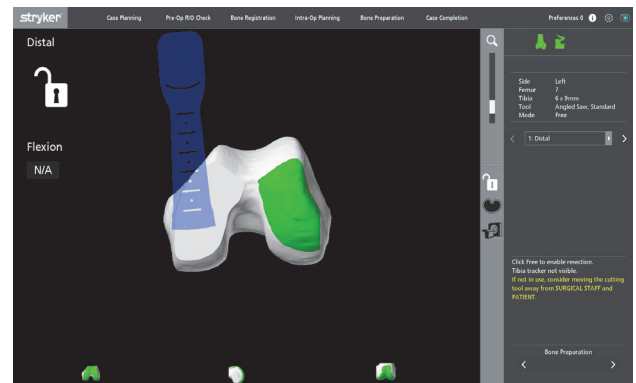 stryker
Case Planning
Pre-Op RIO Check
Bone Registration
Intra-Op Planning
Bone Preparation
Case Completion
Preferences 0
Distal
Flexion
N/A
Side Left
Femur 7
Tibia 6 x 9mm
Tool Angled Saw, Standard
Mode Free
1: Distal
Click Free to enable resection.
Tibia tracker not visible.
If not in use, consider moving the cutting
tool away from SURGICAL STAFF and
PATIENT.
Bone Preparation